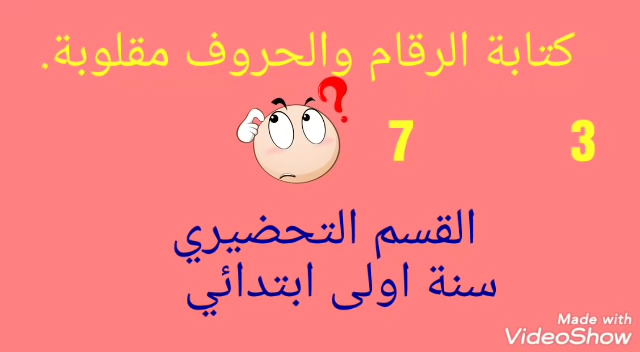 كتابة الرقام والحروف مقلوبة.
?
7 3
القسم التحضيري
سنة اولى ابتدائي
Made with
VideoShow